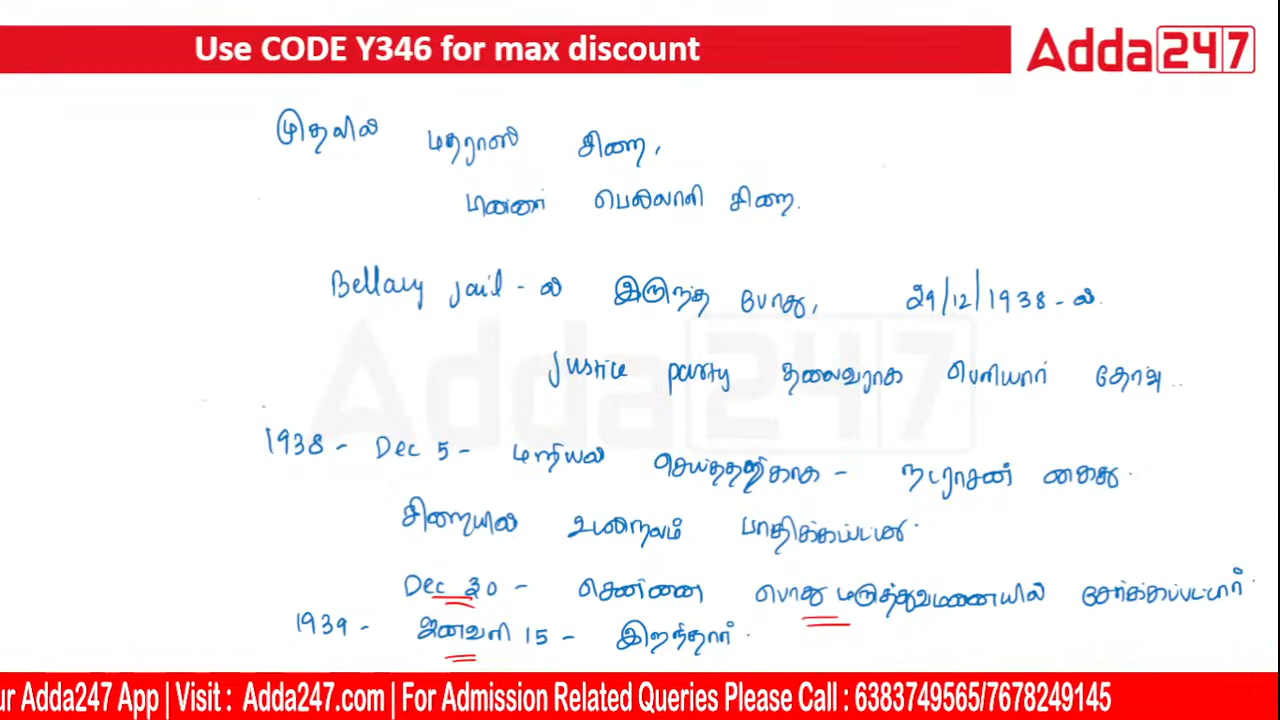 Use CODE Y346 for max discount
Adda247
முதலில் மதராஸ் சிறை,
பின்னர் பெல்லாரி சிறை.
Bellary jail - ல் இருந்த போது, 29/12/1938 - ல்
Justice party தலைவராக பெரியார் தேர்வு ..
1938 - Dec 5 - மறியல் செய்ததற்காக - நடராசன் கைது.
சிறையில் உடல்நலம் பாதிக்கப்பட்டது.
Dec 30 - சென்னை பொது மருத்துவமனையில் சேர்க்கப்பட்டார்.
1939 - ஜனவரி 15 - இறந்தார்.
ur Adda247 App | Visit : Adda247.com | For Admission Related Queries Please Call : 6383749565/7678249145